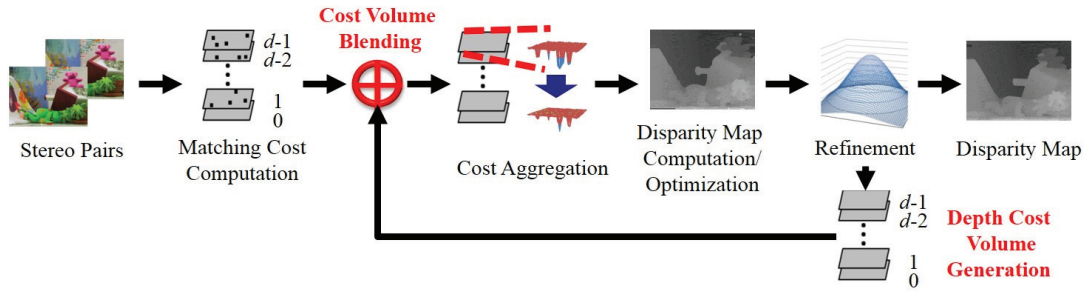 Cost Volume
Blending
d-1
d-2
1
0
Stereo Pairs
Matching Cost
Computation
Cost Aggregation
Disparity Map
Computation/
Optimization
Refinement
Disparity Map
d-1
d-2
1
0
Depth Cost
Volume
Generation